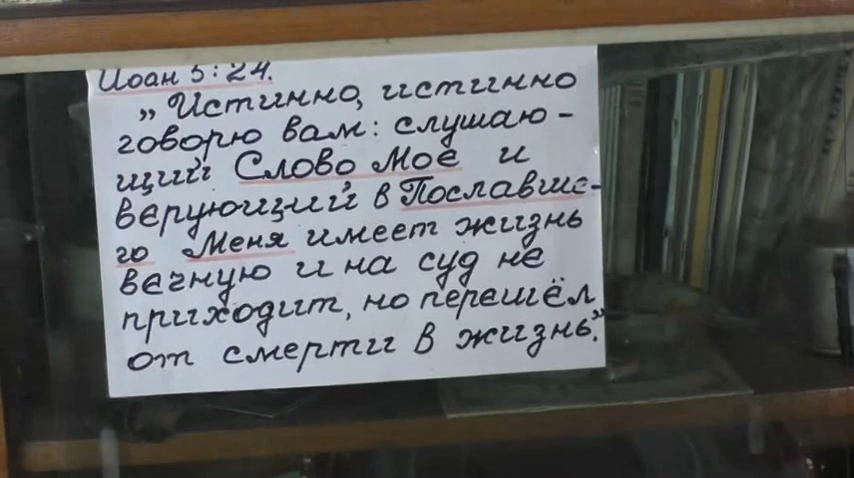 Иоан 5:24.
„Истинно, истинно
говорю вам: слушаю-
щий Слово Моё и
верующий в Пославше-
го Меня имеет жизнь
вечную и на суд не
приходит, но перешёл
от смерти в жизнь."